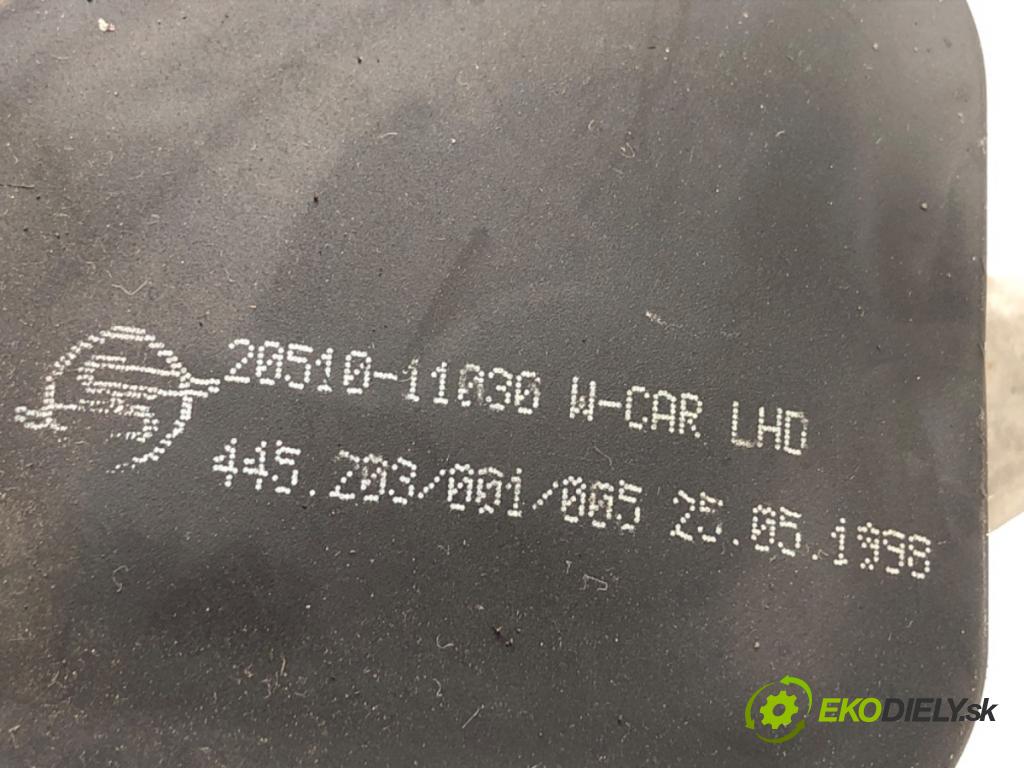 20510-11030 W-CAR LHD
445.203/001/005 25.05.1998
EKODIELY.sk